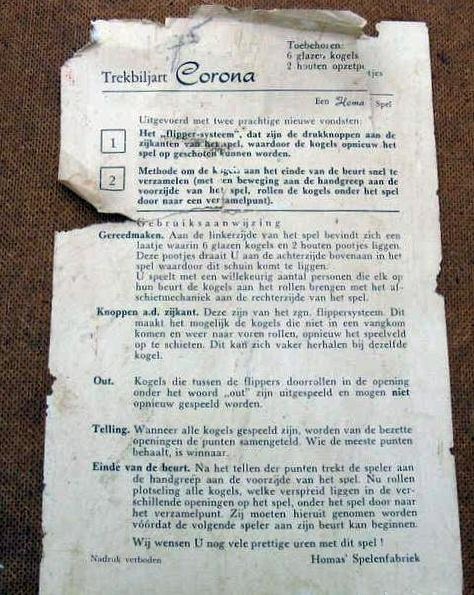 75
Toebehoren:
6 glazen kogels
2 houten opzetpootjes
Trekbiljart Corona
Een Homa Spel
Uitgevoerd met twee prachtige nieuwe vondsten:
1 Het „flipper-systeem", dat zijn de drukknoppen aan de
zijkanten van het spel, waardoor de kogels opnieuw het
spel op geschoten kunnen worden.
2 Methode om de kogels aan het einde van de beurt snel te
verzamelen (met een beweging aan de handgreep aan de
voorzijde van het spel, rollen de kogels onder het spel
door naar een verzamelpunt).
Gebruiksaanwijzing
Gereedmaken. Aan de linkerzijde van het spel bevindt zich een
laatje waarin 6 glazen kogels en 2 houten pootjes liggen.
Deze pootjes draait U aan de achterzijde bovenaan in het
spel waardoor dit schuin komt te liggen.
U speelt met een willekeurig aantal personen die elk op
hun beurt de kogels aan het rollen brengen met het af-
schietmechaniek aan de rechterzijde van het spel.
Knoppen a.d. zijkant. Deze zijn van het zgn. flippersysteem. Dit
maakt het mogelijk de kogels die niet in een vangkom
komen en weer naar voren rollen, opnieuw het speelveld
op te schieten. Dit kan zich vaker herhalen bij dezelfde
kogel.
Out. Kogels die tussen de flippers doorrollen in de opening
onder het woord „out" zijn uitgespeeld en mogen niet
opnieuw gespeeld worden.
Telling. Wanneer alle kogels gespeeld zijn, worden van de bezette
openingen de punten samengeteld. Wie de meeste punten
behaalt, is winnaar.
Einde van de beurt. Na het tellen der punten trekt de speler aan
de handgreep aan de voorzijde van het spel. Nu rollen
plotseling alle kogels, welke verspreid liggen in de ver-
schillende openingen op het spel, onder het spel door naar
het verzamelpunt. Zij moeten hieruit genomen worden
vóórdat de volgende speler aan zijn beurt kan beginnen.
Wij wensen U nog vele prettige uren met dit spel !
Nadruk verboden Homas' Spelenfabriek